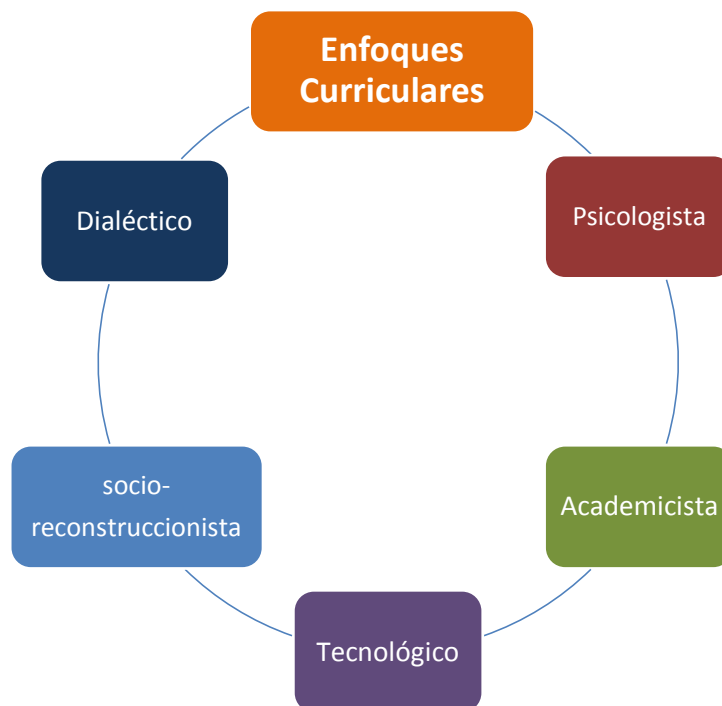 Enfoques
Curriculares
Dialéctico
Psicologista
socio-
reconstruccionista
Academicista
Tecnológico